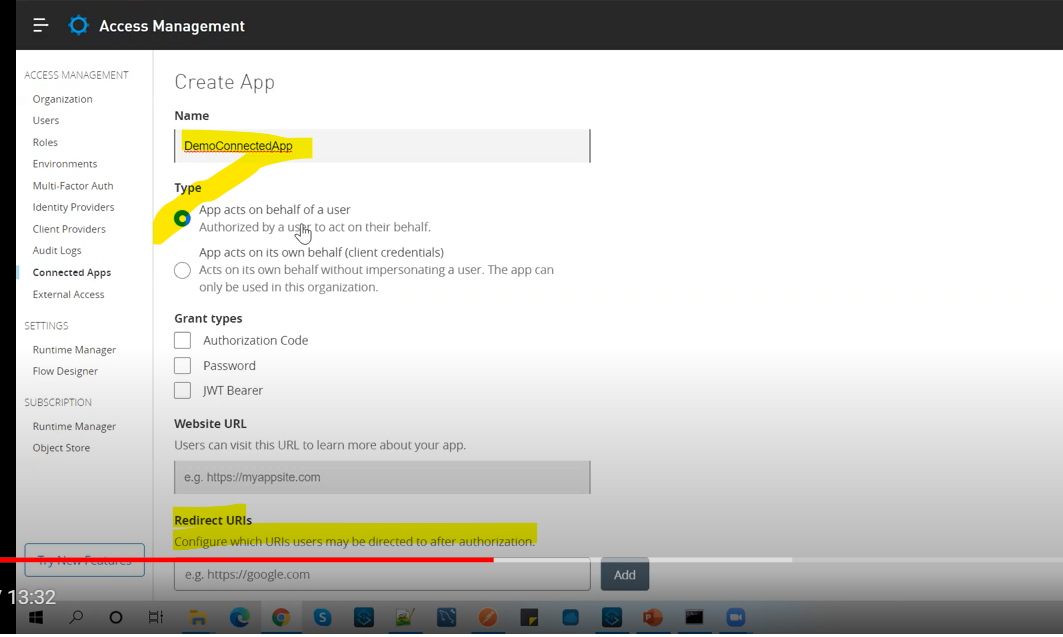 Access Management
ACCESS MANAGEMENT
Organization
Users
Roles
Environments
Multi-Factor Auth
Identity Providers
Client Providers
Audit Logs
Connected Apps
External Access
SETTINGS
Runtime Manager
Flow Designer
SUBSCRIPTION
Runtime Manager
Object Store
Try New Features
Create App
Name
DemoConnectedApp
Type
App acts on behalf of a user
Authorized by a user to act on their behalf.
App acts on its own behalf (client credentials)
Acts on its own behalf without impersonating a user. The app can
only be used in this organization.
Grant types
Authorization Code
Password
JWT Bearer
Website URL
Users can visit this URL to learn more about your app.
e.g. https://myappsite.com
Redirect URIs
Configure which URIs users may be directed to after authorization.
e.g. https://google.com
Add
/ 13:32